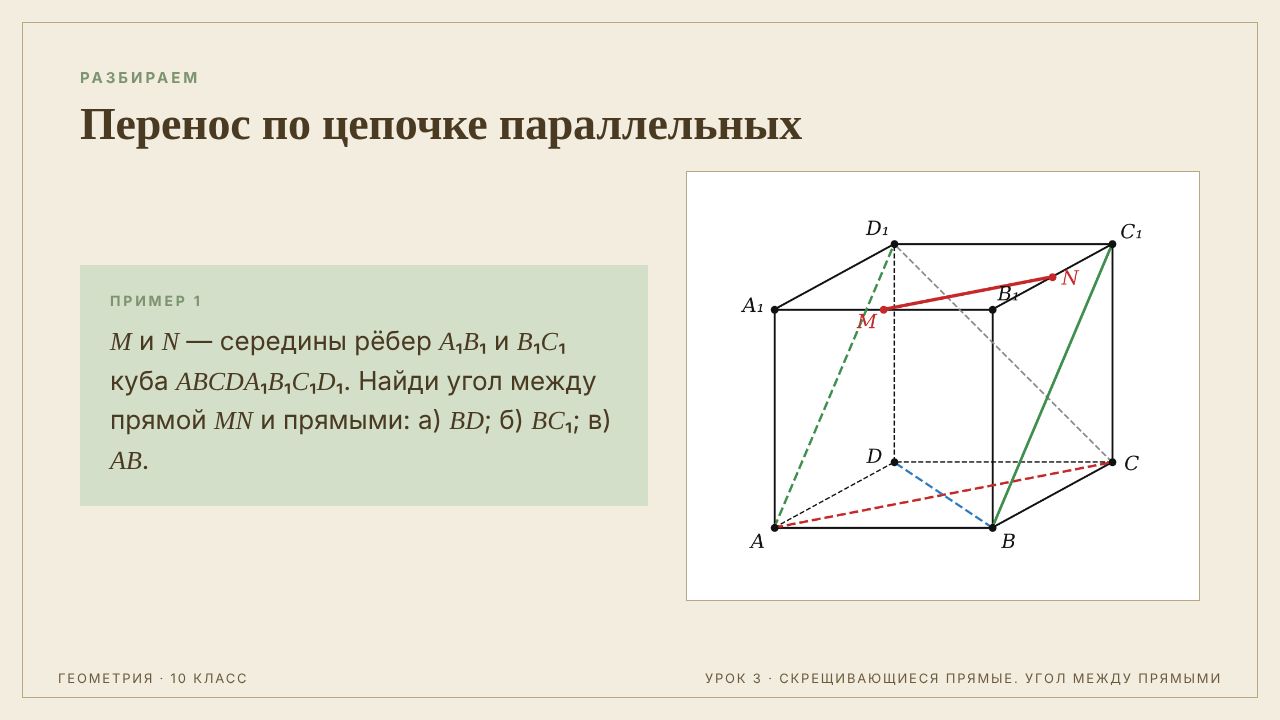 РАЗБИРАЕМ
Перенос по цепочке параллельных
ПРИМЕР 1
M и N — середины рёбер A₁B₁ и B₁C₁
куба ABCDA₁B₁C₁D₁. Найди угол между
прямой MN и прямыми: а) BD; б) BC₁; в)
AB.
D₁
C₁
N
B₁
A₁
M
D
C
A
B
ГЕОМЕТРИЯ · 10 КЛАСС
УРОК 3 · СКРЕЩИВАЮЩИЕСЯ ПРЯМЫЕ. УГОЛ МЕЖДУ ПРЯМЫМИ